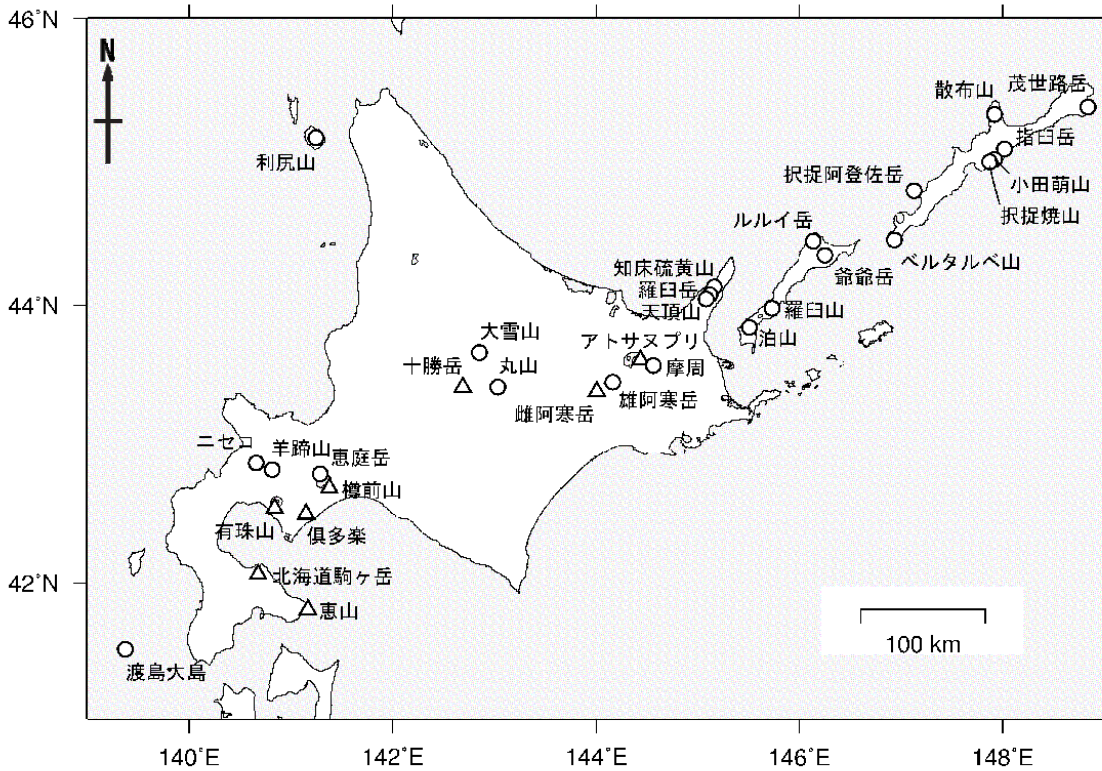 46°N
N
茂世路岳
散布山
指臼岳
利尻山
択捉阿登佐岳
小田萌山
択捉焼山
ルルイ岳
ベルタルベ山
知床硫黄山
爺爺岳
羅臼岳
44°N
天頂山
羅臼山
泊山
大雪山
アトサヌプリ
十勝岳
丸山
摩周
雌阿寒岳
雄阿寒岳
ニセコ
羊蹄山
恵庭岳
樽前山
有珠山
倶多楽
42°N
北海道駒ヶ岳
恵山
100 km
渡島大島
140°E
142°E
144°E
146°E
148°E